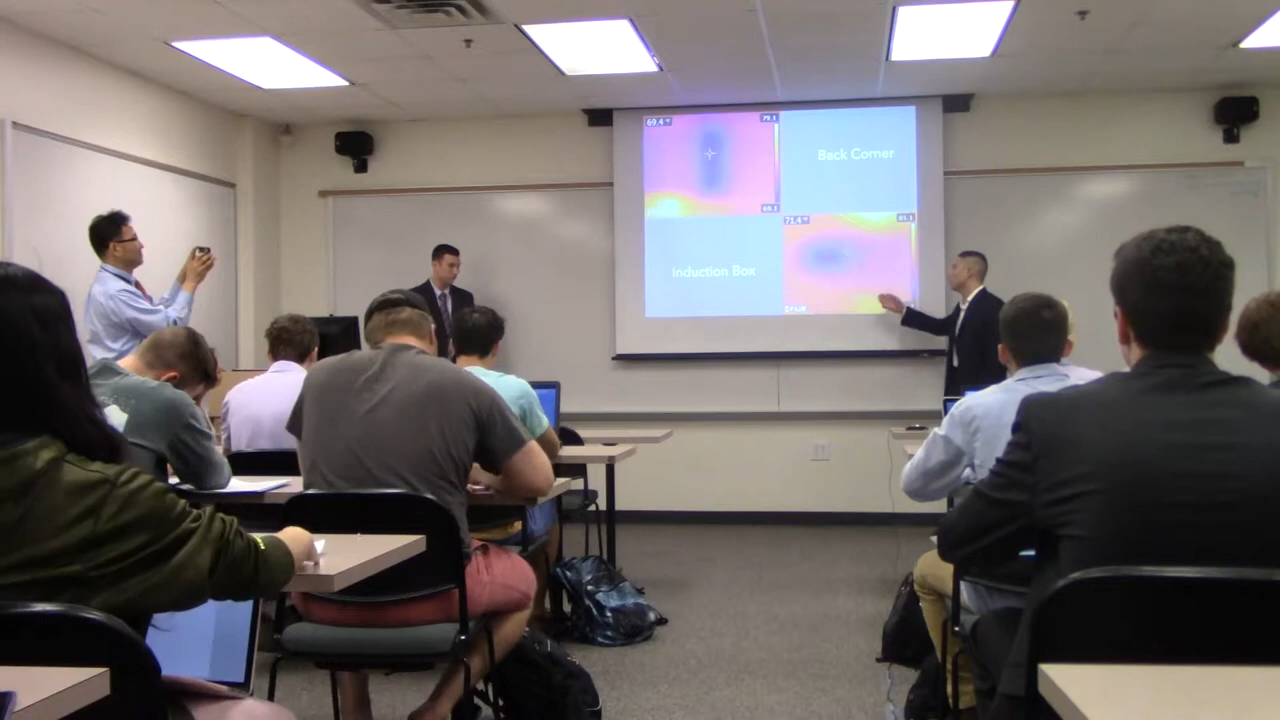 69.4 °F
79.1
69.1
Back Corner
Induction Box
71.4 °F
81.1